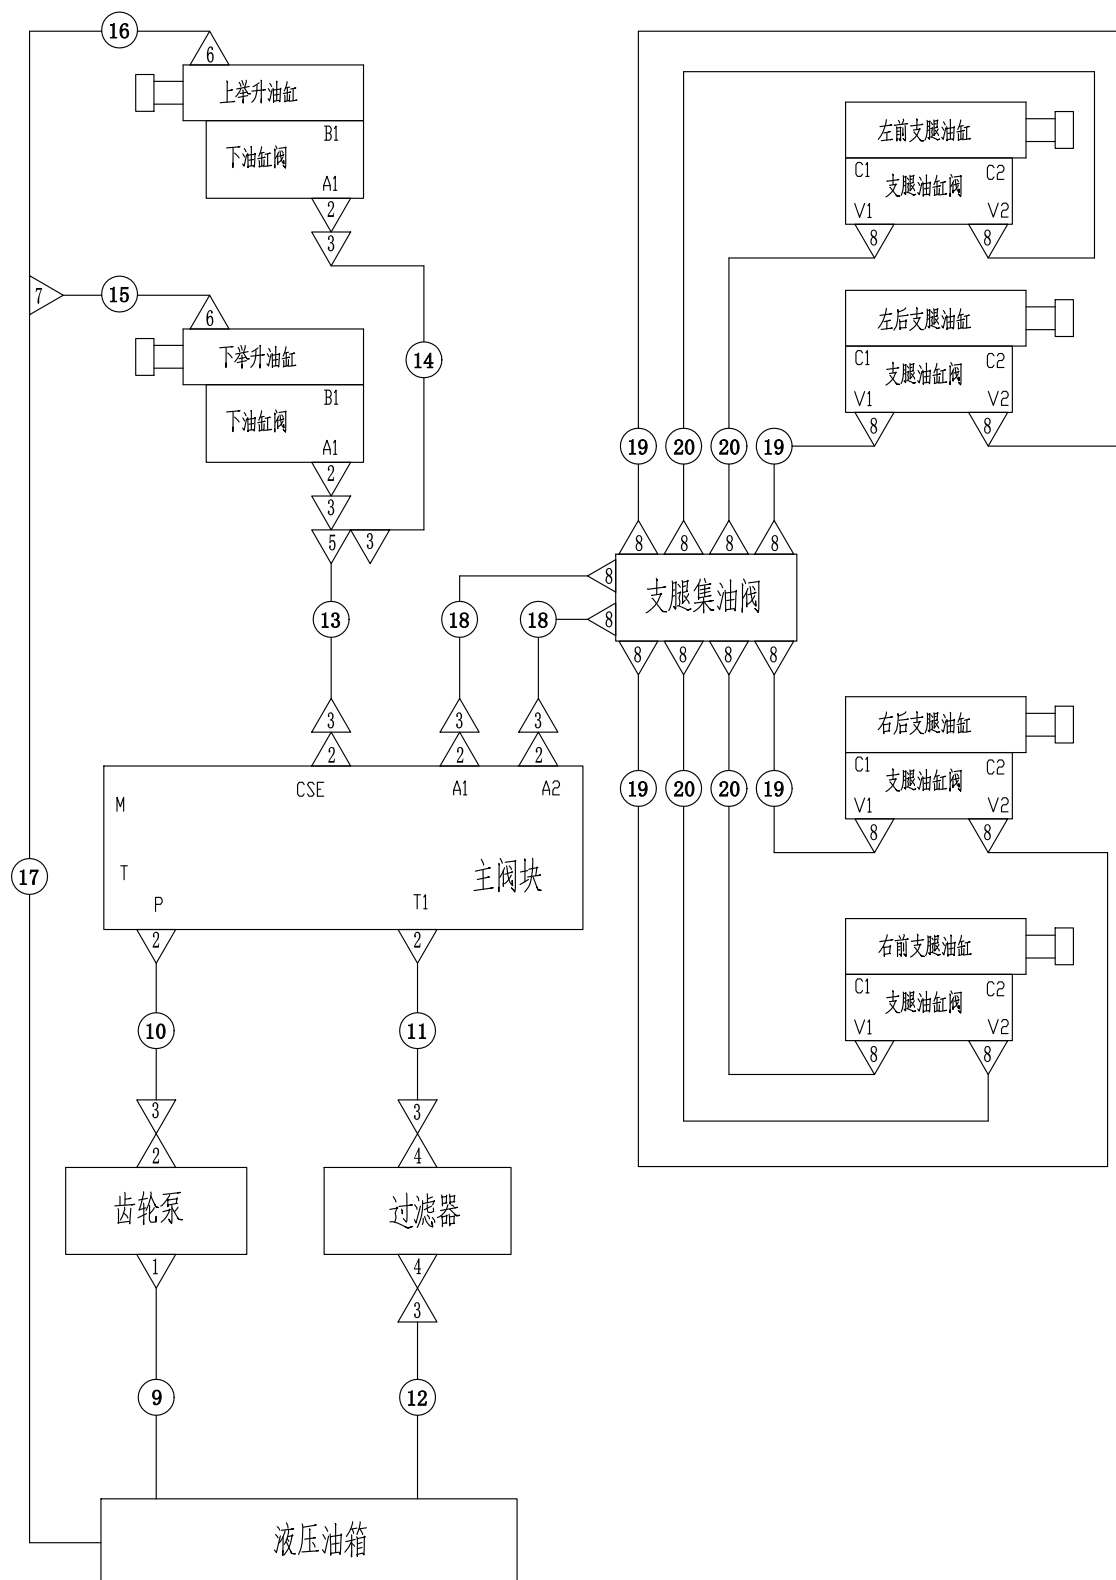 16
6
上举升油缸
B1
下油缸阀
A1
2
3
左前支腿油缸
C1
支腿油缸阀
C2
V1
V2
8
8
7
15
6
下举升油缸
B1
下油缸阀
A1
2
3
5
3
14
左后支腿油缸
C1
支腿油缸阀
C2
V1
V2
8
8
19
20
20
19
8
8
8
8
支腿集油阀
8
8
8
8
8
8
13
18
18
3
2
3
2
3
2
CSE
A1
A2
M
T
P
T1
主阀块
19
20
20
19
右后支腿油缸
C1
支腿油缸阀
C2
V1
V2
8
8
17
2
2
右前支腿油缸
C1
支腿油缸阀
C2
V1
V2
8
8
10
11
3
2
3
4
齿轮泵
过滤器
1
4
3
9
12
液压油箱